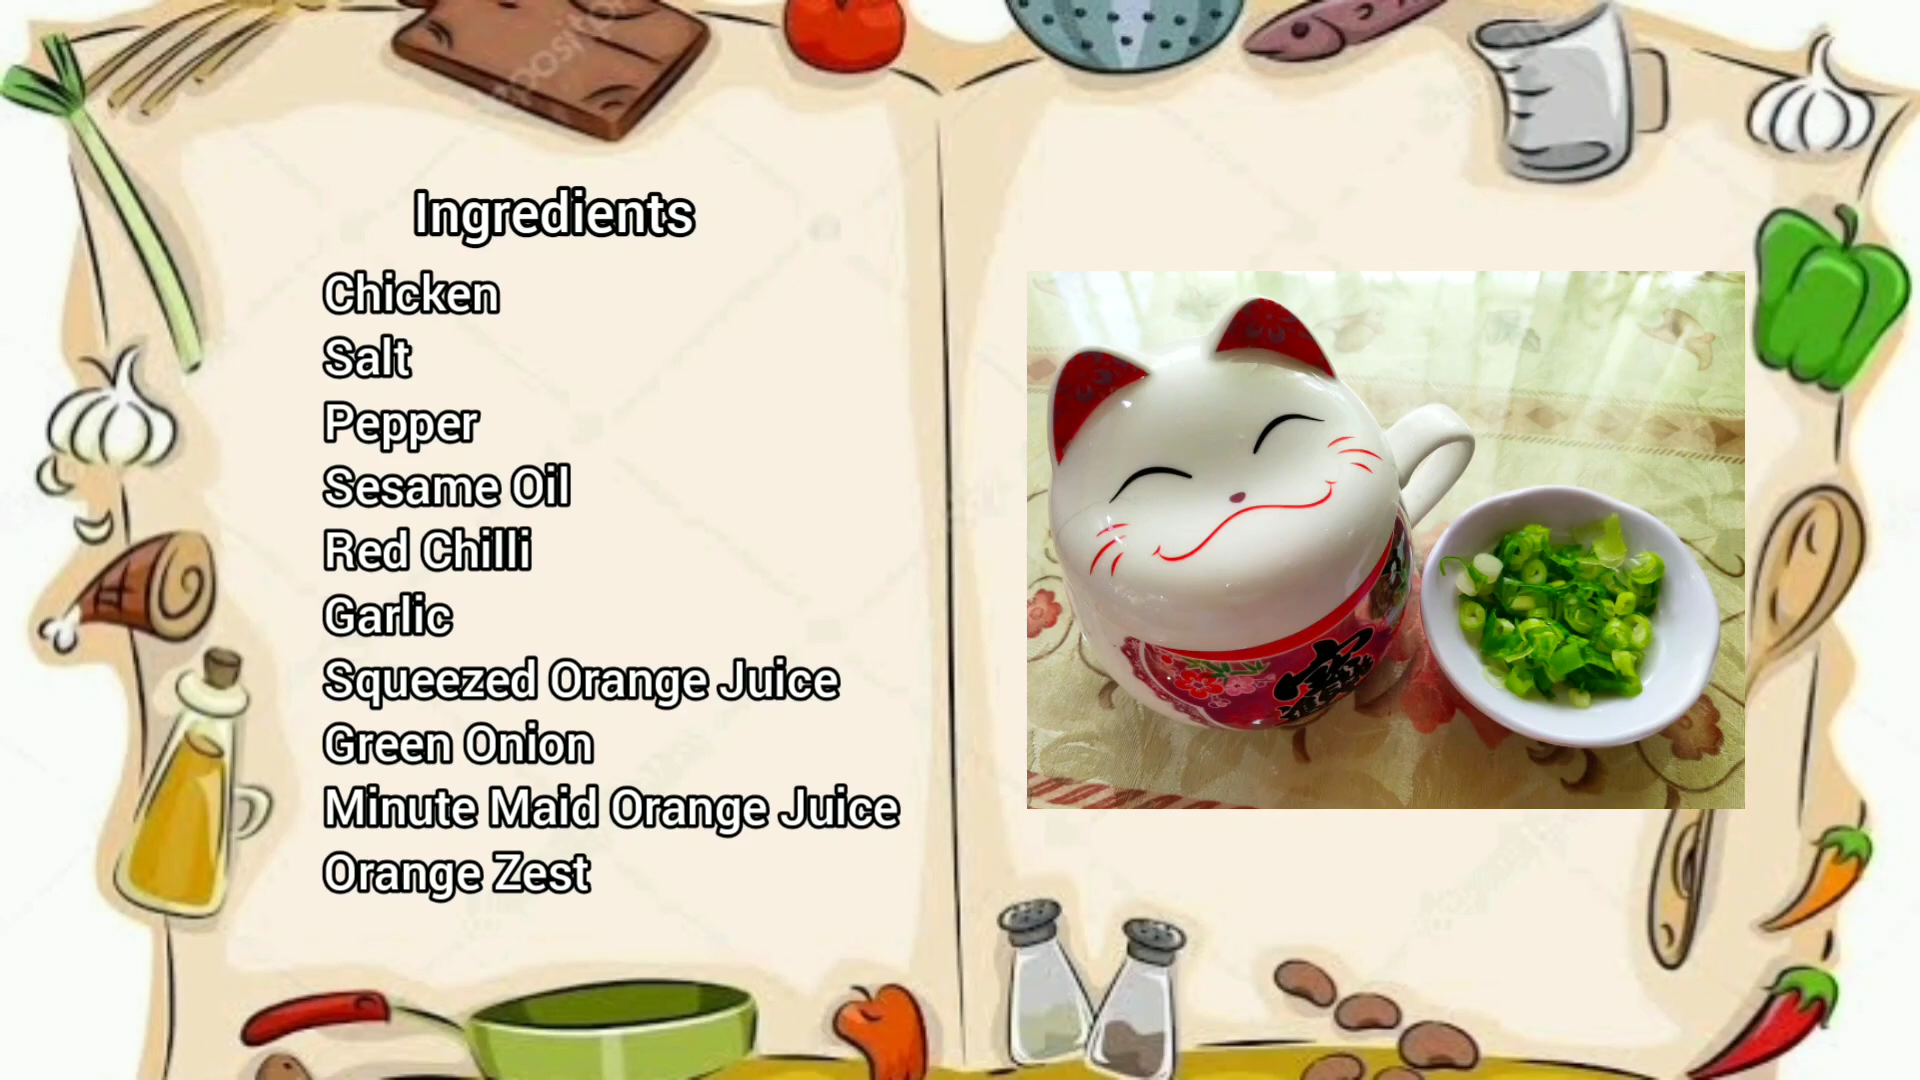 Ingredients
Chicken
Salt
Pepper
Sesame Oil
Red Chilli
Garlic
Squeezed Orange Juice
Green Onion
Minute Maid Orange Juice
Orange Zest